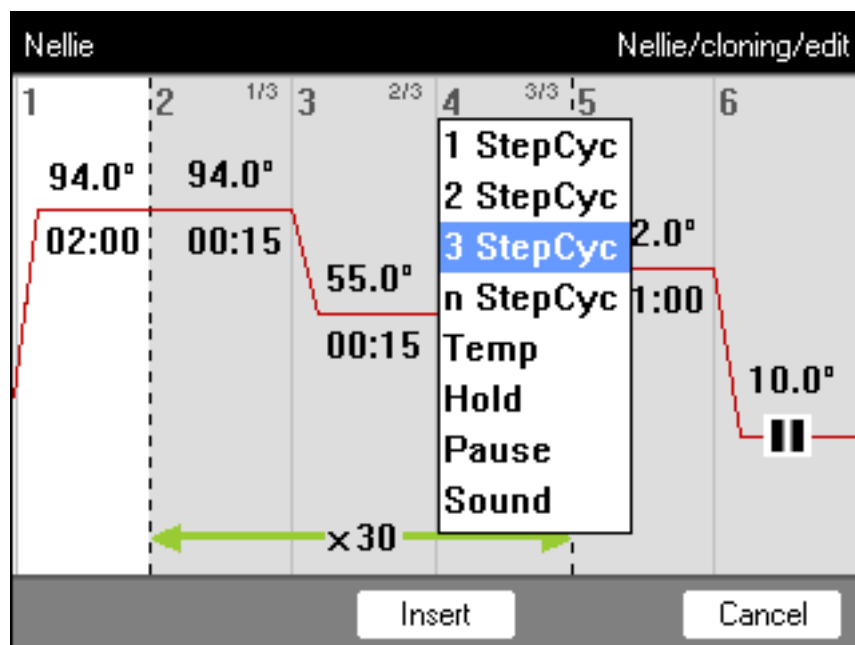 Nellie
Nellie/cloning/edit
1
2 1/3
3 2/3
4 3/3
5
6
94.0°
02:00
94.0°
00:15
55.0°
00:15
1 StepCyc
2 StepCyc
3 StepCyc
n StepCyc
Temp
Hold
Pause
Sound
2.0°
1:00
10.0°
×30
Insert
Cancel